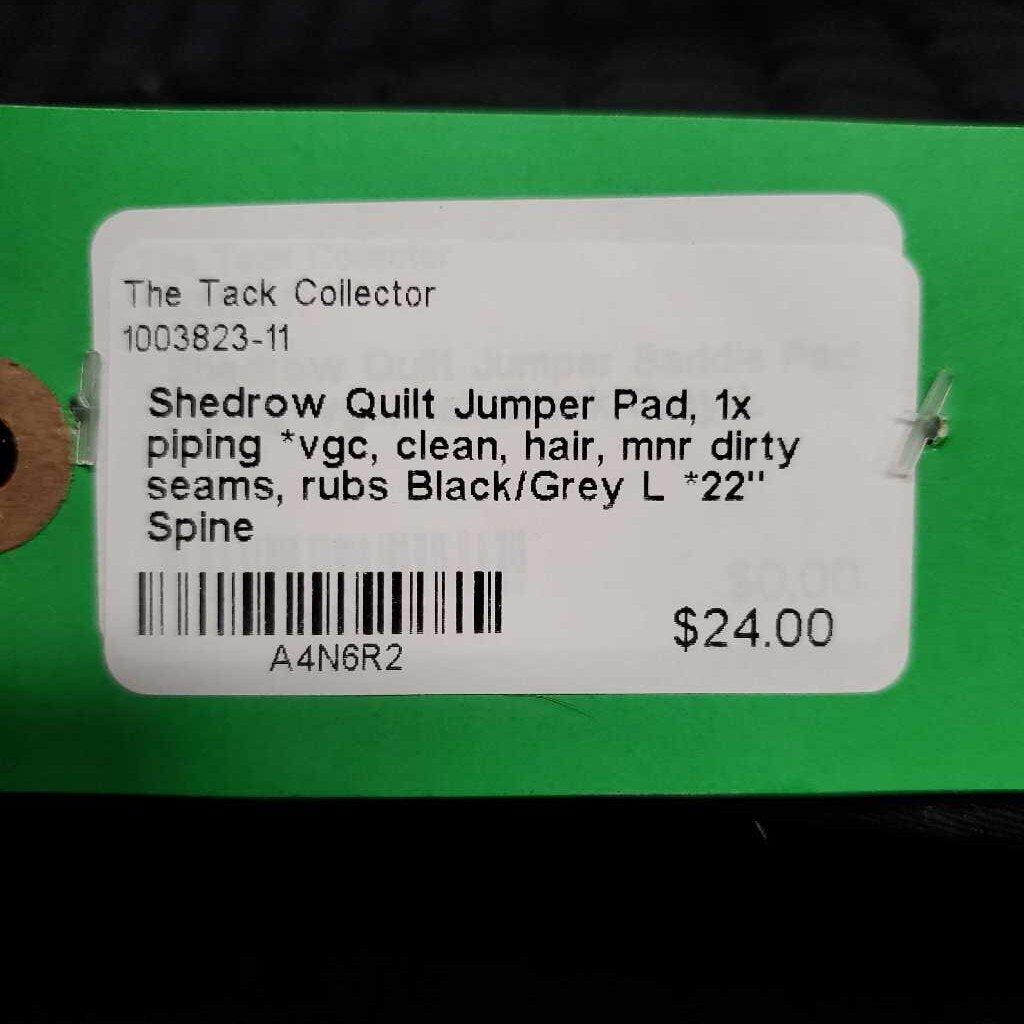 The Tack Collector
1003823-11
Shedrow Quilt Jumper Pad, 1x
piping *vgc, clean, hair, mnr dirty
seams, rubs Black/Grey L *22"
Spine
A4N6R2
$24.00